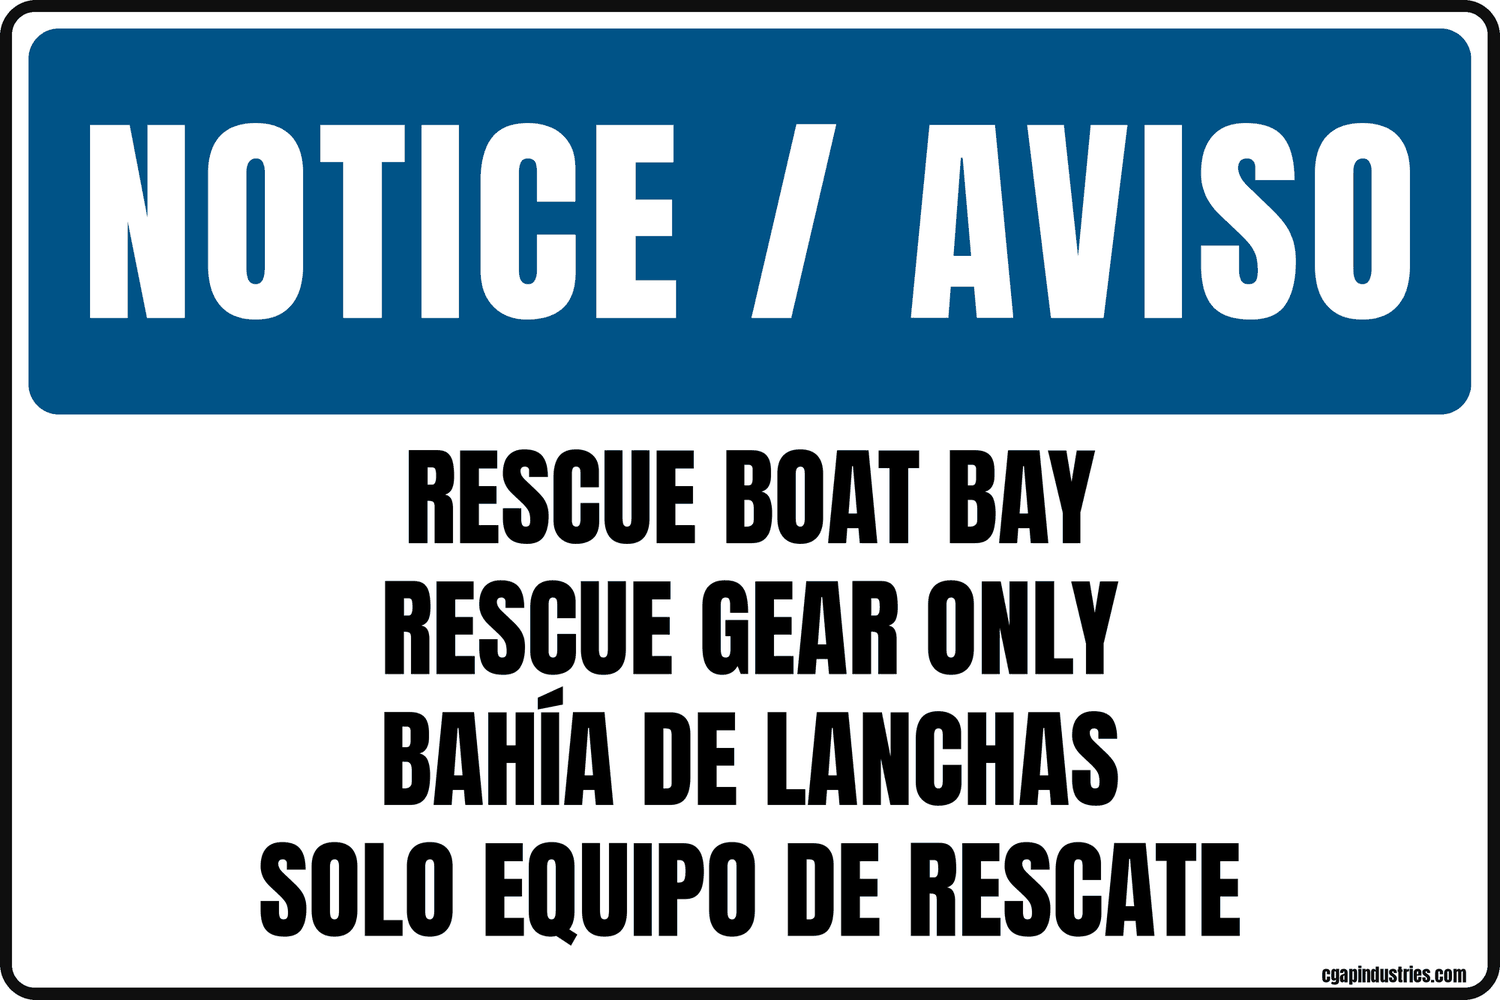 NOTICE / AVISO
RESCUE BOAT BAY
RESCUE GEAR ONLY
BAHÍA DE LANCHAS
SOLO EQUIPO DE RESCATE
cgapindustries.com